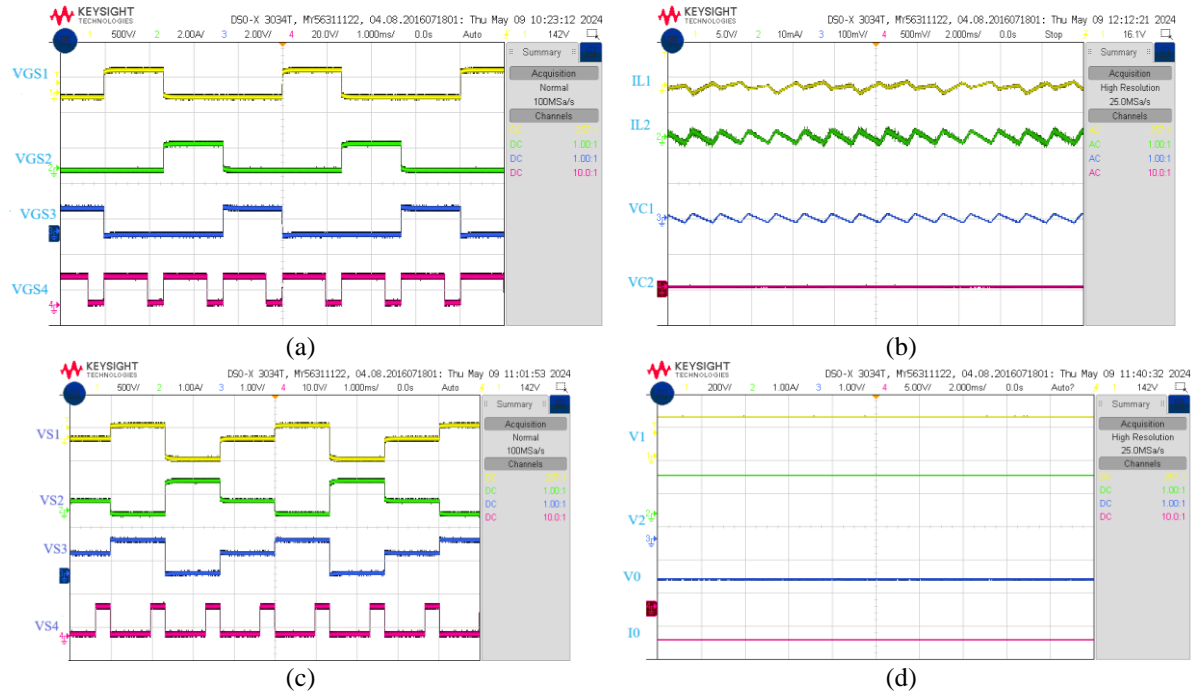 KEYSIGHT
TECHNOLOGIES
DSO-X 3034T, MY56311122, 04.08.2016071801: Thu May 09 10:23:12 2024
1 500V/ 2 2.00A/ 3 2.00V/ 4 20.0V/ 1.000ms/ 0.0s Auto 1 142V
Summary
Acquisition
Normal
100MSa/s
Channels
DC
DC 1.00:1
DC 1.00:1
DC 10.0:1
VGS1
VGS2
VGS3
VGS4
(a)
KEYSIGHT
TECHNOLOGIES
DSO-X 3034T, MY56311122, 04.08.2016071801: Thu May 09 12:12:21 2024
1 5.0V/ 2 10mA/ 3 100mV/ 4 500mV/ 2.000ms/ 0.0s Stop 1 16.1V
Summary
Acquisition
High Resolution
25.0MSa/s
Channels
AC
AC 1.00:1
AC 1.00:1
AC 10.0:1
IL1
IL2
VC1
VC2
(b)
KEYSIGHT
TECHNOLOGIES
DSO-X 3034T, MY56311122, 04.08.2016071801: Thu May 09 11:01:53 2024
1 500V/ 2 1.00A/ 3 1.00V/ 4 10.0V/ 1.000ms/ 0.0s Auto 1 142V
Summary
Acquisition
Normal
100MSa/s
Channels
DC 1.00:1
DC 1.00:1
DC 10.0:1
VS1
VS2
VS3
VS4
(c)
KEYSIGHT
TECHNOLOGIES
DSO-X 3034T, MY56311122, 04.08.2016071801: Thu May 09 11:40:32 2024
1 200V/ 2 1.00A/ 3 1.00V/ 4 5.00V/ 2.000ms/ 0.0s Auto? 1 142V
Summary
Acquisition
High Resolution
25.0MSa/s
Channels
DC 1.00:1
DC 1.00:1
DC 10.0:1
V1
V2
V0
I0
(d)